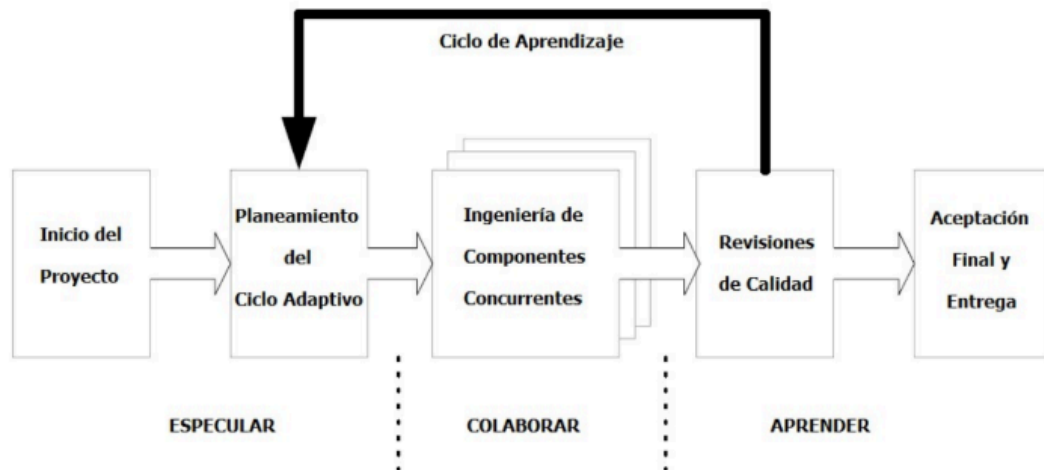 Ciclo de Aprendizaje
Inicio del
Proyecto
Planeamiento
del
Ciclo Adaptivo
Ingeniería de
Componentes
Concurrentes
Revisiones
de Calidad
Aceptación
Final y
Entrega
ESPECULAR
COLABORAR
APRENDER